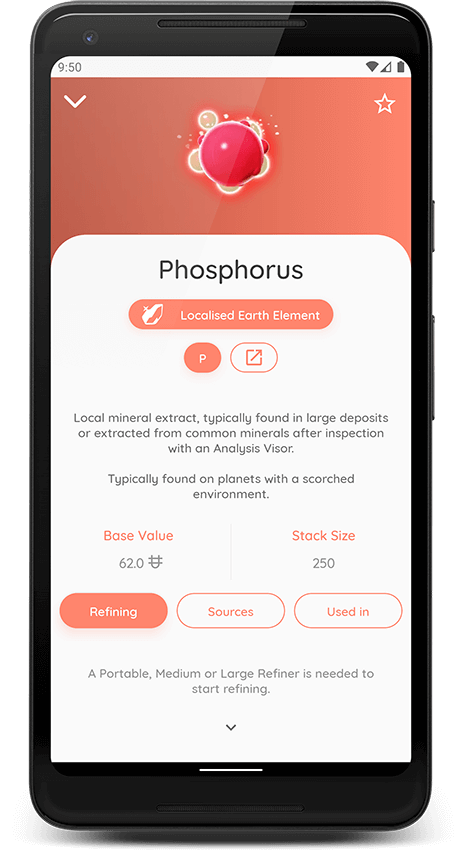 9:50
Phosphorus
Localised Earth Element
P
Local mineral extract, typically found in large deposits
or extracted from common minerals after inspection
with an Analysis Visor.
Typically found on planets with a scorched
environment.
Base Value
Stack Size
62.0
250
Refining
Sources
Used in
A Portable, Medium or Large Refiner is needed to
start refining.